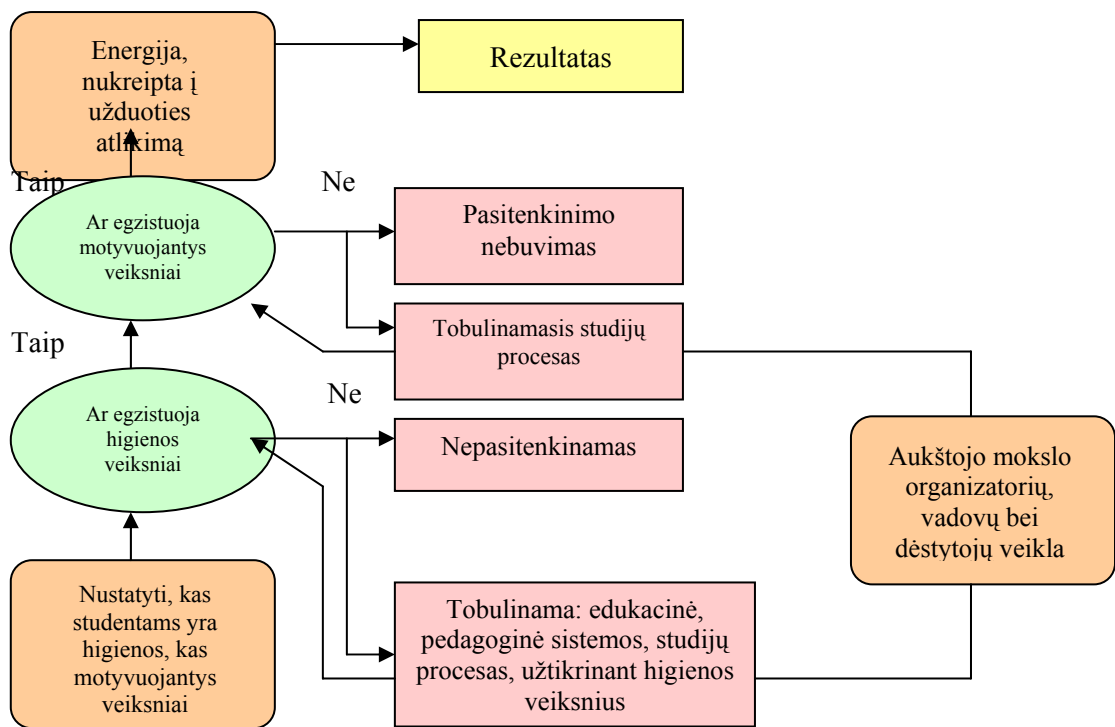 Energija,
nukreipta į
užduoties
atlikimą
Rezultatas
Taip
Ne
Ar egzistuoja
motyvuojantys
veiksniai
Pasitenkinimo
nebuvimas
Tobulinamasis studijų
procesas
Taip
Ne
Ar egzistuoja
higienos
veiksniai
Nepasitenkinamas
Aukštojo mokslo
organizatorių,
vadovų bei
dėstytojų veikla
Nustatyti, kas
studentams yra
higienos, kas
motyvuojantys
veiksniai
Tobulinama: edukacinė,
pedagoginė sistemos, studijų
procesas, užtikrinant higienos
veiksnius